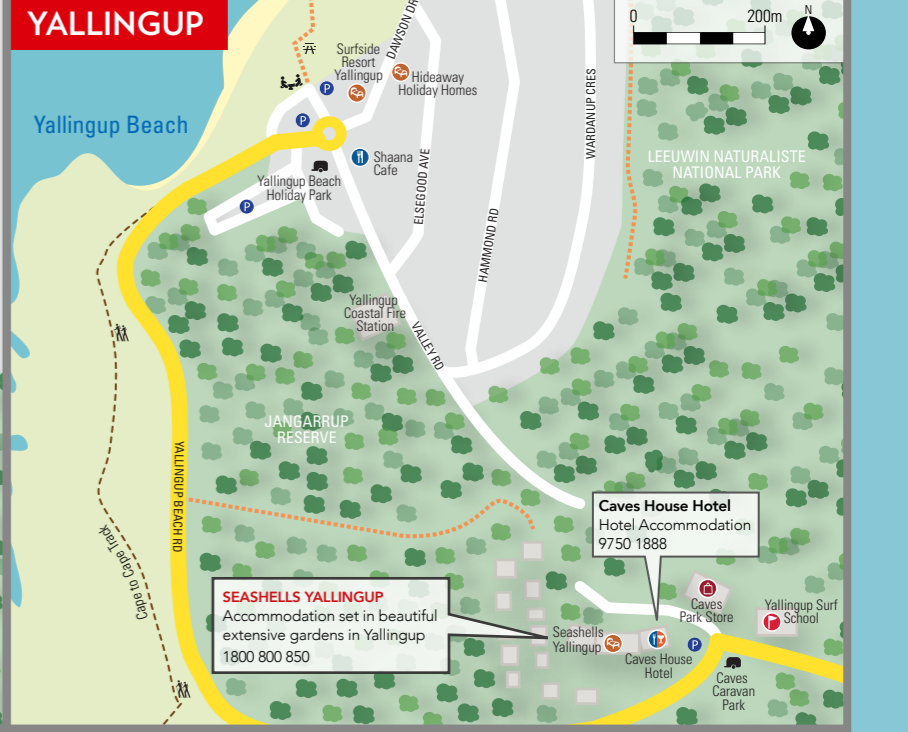 YALLINGUP
0 200m
N
DAWSON DR
Surfside
Resort
Yallingup
Hideaway
Holiday Homes
P
P
Yallingup Beach
WARDANUP CRES
LEEUWIN NATURALISTE
NATIONAL PARK
Shaana
Cafe
ELSEGOOD AVE
Yallingup Beach
Holiday Park
P
HAMMOND RD
Yallingup
Coastal Fire
Station
VALLEY RD
JANGARRUP
RESERVE
YALLINGUP BEACH RD
Cape to Cape Track
Caves House Hotel
Hotel Accommodation
9750 1888
SEASHELLS YALLINGUP
Accommodation set in beautiful
extensive gardens in Yallingup
1800 800 850
Caves
Park Store
Yallingup Surf
School
Seashells
Yallingup
P
Caves House
Hotel
Caves
Caravan
Park